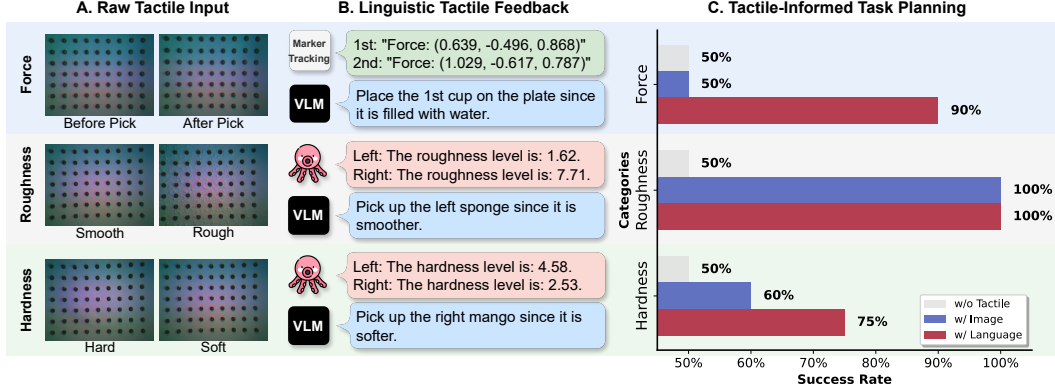 A. Raw Tactile Input
B. Linguistic Tactile Feedback
C. Tactile-Informed Task Planning
Force
Before Pick
After Pick
Marker
Tracking
1st: "Force: (0.639, -0.496, 0.868)"
2nd: "Force: (1.029, -0.617, 0.787)"
VLM
Place the 1st cup on the plate since
it is filled with water.
Roughness
Smooth
Rough
Left: The roughness level is: 1.62.
Right: The roughness level is: 7.71.
VLM
Pick up the left sponge since it is
smoother.
Hardness
Hard
Soft
Left: The hardness level is: 4.58.
Right: The hardness level is: 2.53.
VLM
Pick up the right mango since it is
softer.
Categories
Force
50%
50%
90%
Roughness
50%
100%
100%
Hardness
50%
60%
75%
w/o Tactile
w/ Image
w/ Language
50%
60%
70%
80%
90%
100%
Success Rate